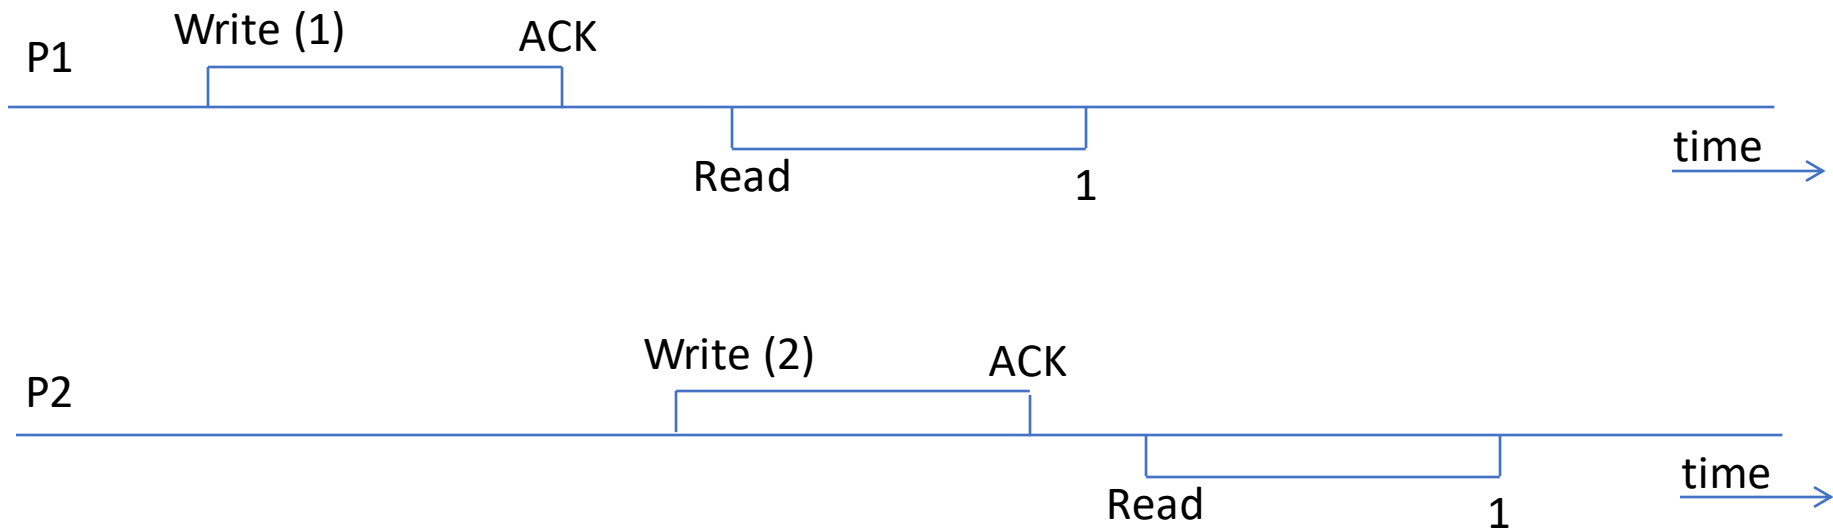 Write (1)
ACK
P1
time
Read
1
Write (2)
ACK
P2
time
Read
1